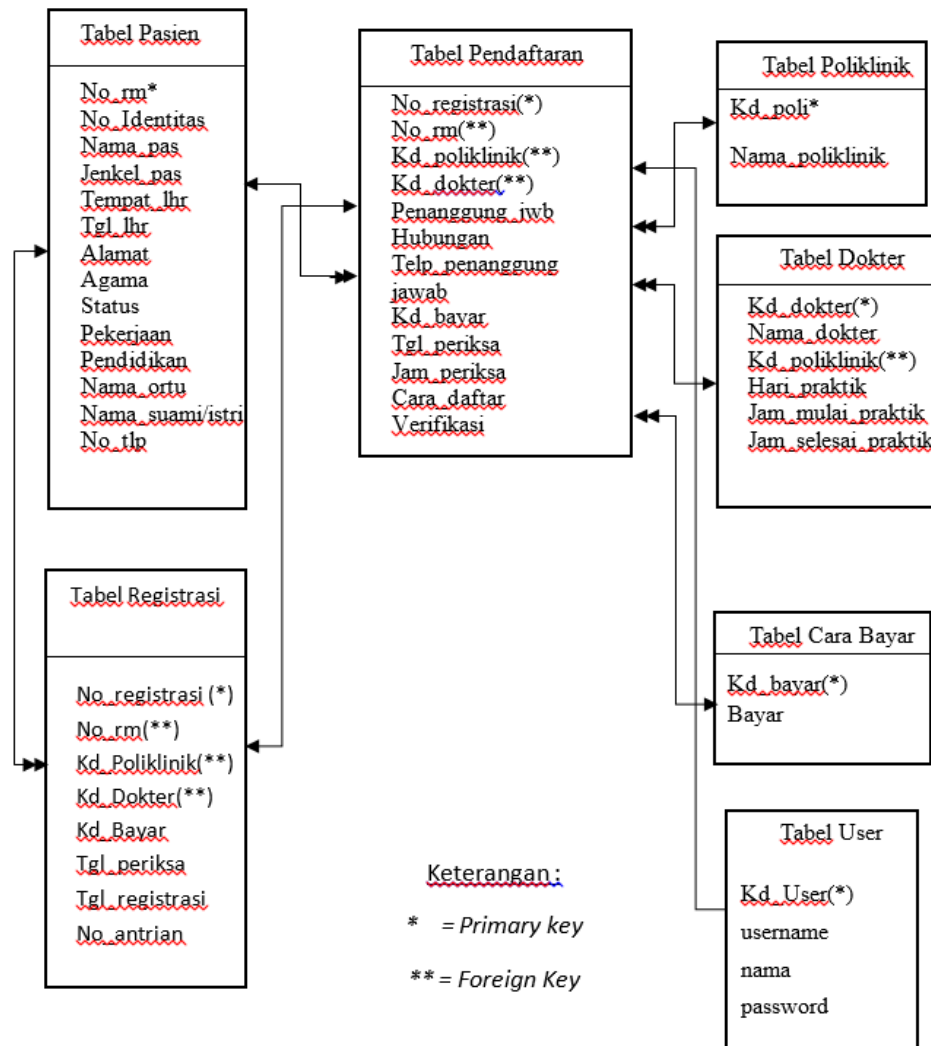 Tabel Pasien
No_rm*
No_Identitas
Nama_pas
Jenkel_pas
Tempat_lhr
Tgl_lhr
Alamat
Agama
Status
Pekerjaan
Pendidikan
Nama_ortu
Nama_suami/istri
No_tlp
Tabel Pendaftaran
No_registrasi(*)
No_rm(**)
Kd_poliklinik(**)
Kd_dokter(**)
Penanggung_jwb
Hubungan
Telp_penanggung
jawab
Kd_bayar
Tgl_periksa
Jam_periksa
Cara_daftar
Verifikasi
Tabel Poliklinik
Kd_poli*
Nama_poliklinik
Tabel Dokter
Kd_dokter(*)
Nama_dokter
Kd_poliklinik(**)
Hari_praktik
Jam_mulai_praktik
Jam_selesai_praktik
Tabel Registrasi
No_registrasi (*)
No_rm(**)
Kd_Poliklinik(**)
Kd_Dokter(**)
Kd_Bayar
Tgl_periksa
Tgl_registrasi
No_antrian
Keterangan :
* = Primary key
** = Foreign Key
Tabel Cara Bayar
Kd_bayar(*)
Bayar
Tabel User
Kd_User(*)
username
nama
password